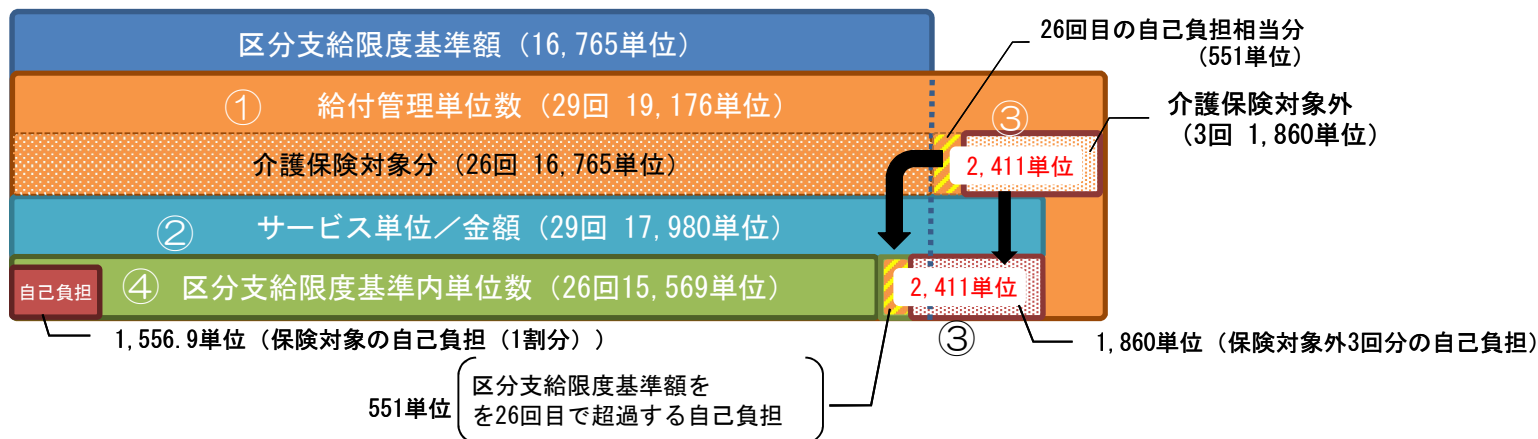 区分支給限度基準額（16,765単位）
26回目の自己負担相当分
（551単位）
① 給付管理単位数（29回 19,176単位）
③
介護保険対象外
（3回 1,860単位）
介護保険対象分（26回 16,765単位）
2,411単位
② サービス単位／金額（29回 17,980単位）
自己負担
④ 区分支給限度基準内単位数（26回15,569単位）
2,411単位
③
1,556.9単位（保険対象の自己負担（1割分））
1,860単位（保険対象外3回分の自己負担）
551単位
区分支給限度基準額を
を26回目で超過する自己負担